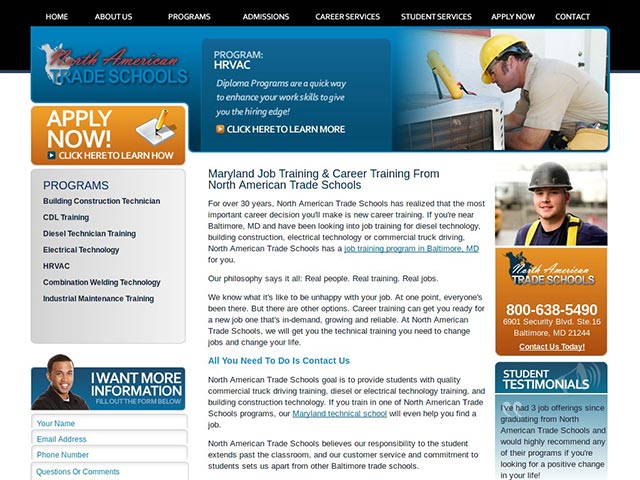 HOME ABOUT US PROGRAMS ADMISSIONS CAREER SERVICES STUDENT SERVICES APPLY NOW CONTACT
North American
TRADE SCHOOLS
PROGRAM:
HRVAC
Diploma Programs are a quick way
to enhance your work skills to give
you the hiring edge!
CLICK HERE TO LEARN MORE
APPLY
NOW!
CLICK HERE TO LEARN HOW
PROGRAMS
Building Construction Technician
CDL Training
Diesel Technician Training
Electrical Technology
HRVAC
Combination Welding Technology
Industrial Maintenance Training
I WANT MORE
INFORMATION
FILL OUT THE FORM BELOW
Your Name
Email Address
Phone Number
Questions Or Comments
Maryland Job Training & Career Training From
North American Trade Schools
For over 30 years, North American Trade Schools has realized that the most
important career decision you'll make is new career training. If you're near
Baltimore, MD and have been looking into job training for diesel technology,
building construction, electrical technology or commercial truck driving,
North American Trade Schools has a job training program in Baltimore, MD
for you.
Our philosophy says it all: Real people. Real training. Real jobs.
We know what it's like to be unhappy with your job. At one point, everyone's
been there. But there are other options. Career training can get you ready for
a new job one that's in-demand, growing and reliable. At North American
Trade Schools, we will get you the technical training you need to change
jobs and change your life.
All You Need To Do Is Contact Us
North American Trade Schools goal is to provide students with quality
commercial truck driving training, diesel or electrical technology training, and
building construction technology. If you train in one of North American Trade
Schools programs, our Maryland technical school will even help you find a
job.
North American Trade Schools believes our responsibility to the student
extends past the classroom, and our customer service and commitment to
students sets us apart from other Baltimore trade schools.
North American
TRADE SCHOOLS
800-638-5490
6901 Security Blvd. Ste.16
Baltimore, MD 21244
Contact Us Today!
STUDENT
TESTIMONIALS
I've had 3 job offerings since
graduating from North
American Trade Schools and
would highly recommend any
of their programs if you're
looking for a positive change
in your life!